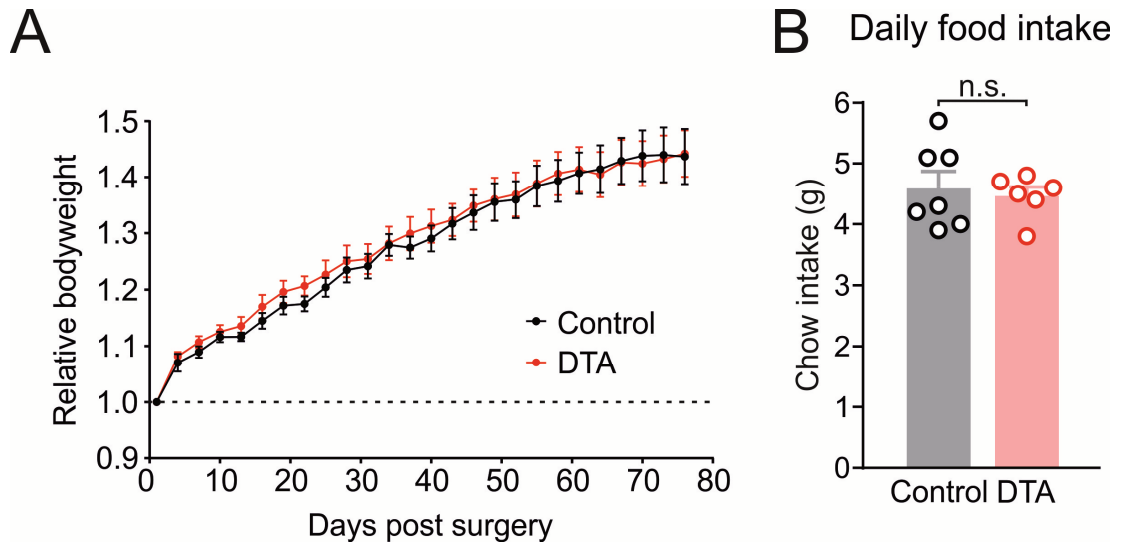 A
Relative bodyweight
1.5
1.4
1.3
1.2
1.1
1.0
0.9
0 10 20 30 40 50 60 70 80
Days post surgery
Control
DTA
B
Daily food intake
n.s.
Chow intake (g)
6
5
4
3
2
1
0
Control DTA